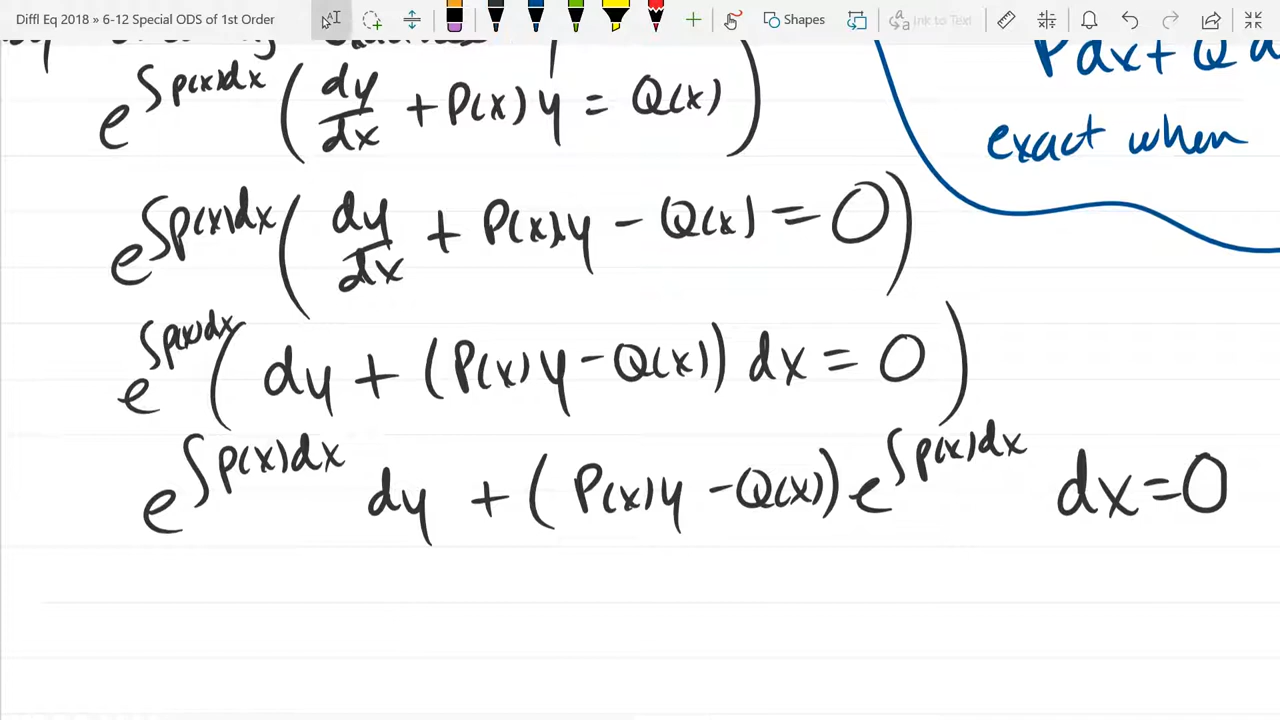 Diffl Eq 2018 » 6-12 Special ODS of 1st Order
Shapes
Ink to Text
Pdx + Q d
exact when
e^∫P(x)dx ( dy/dx + P(x)y = Q(x) )
e^∫P(x)dx ( dy/dx + P(x)y - Q(x) = 0 )
e^∫P(x)dx ( dy + (P(x)y - Q(x)) dx = 0 )
e^∫P(x)dx dy + ( P(x)y - Q(x)) e^∫P(x)dx dx = 0